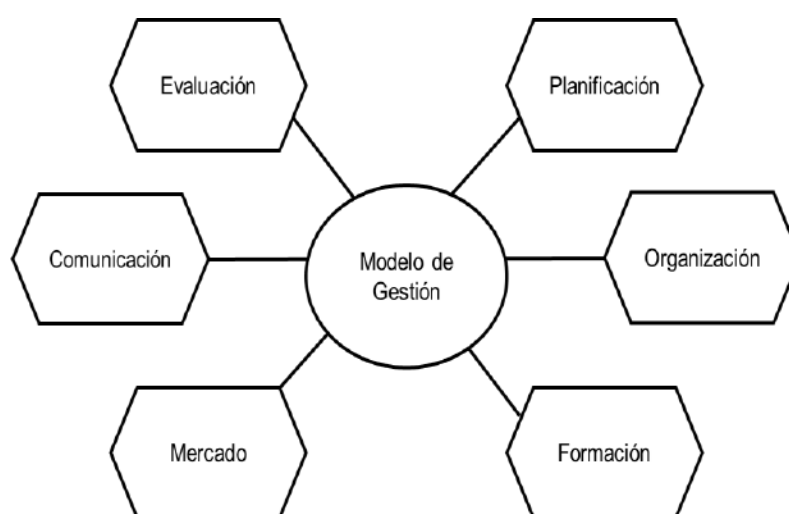 Evaluación
Planificación
Comunicación
Modelo de
Gestión
Organización
Mercado
Formación